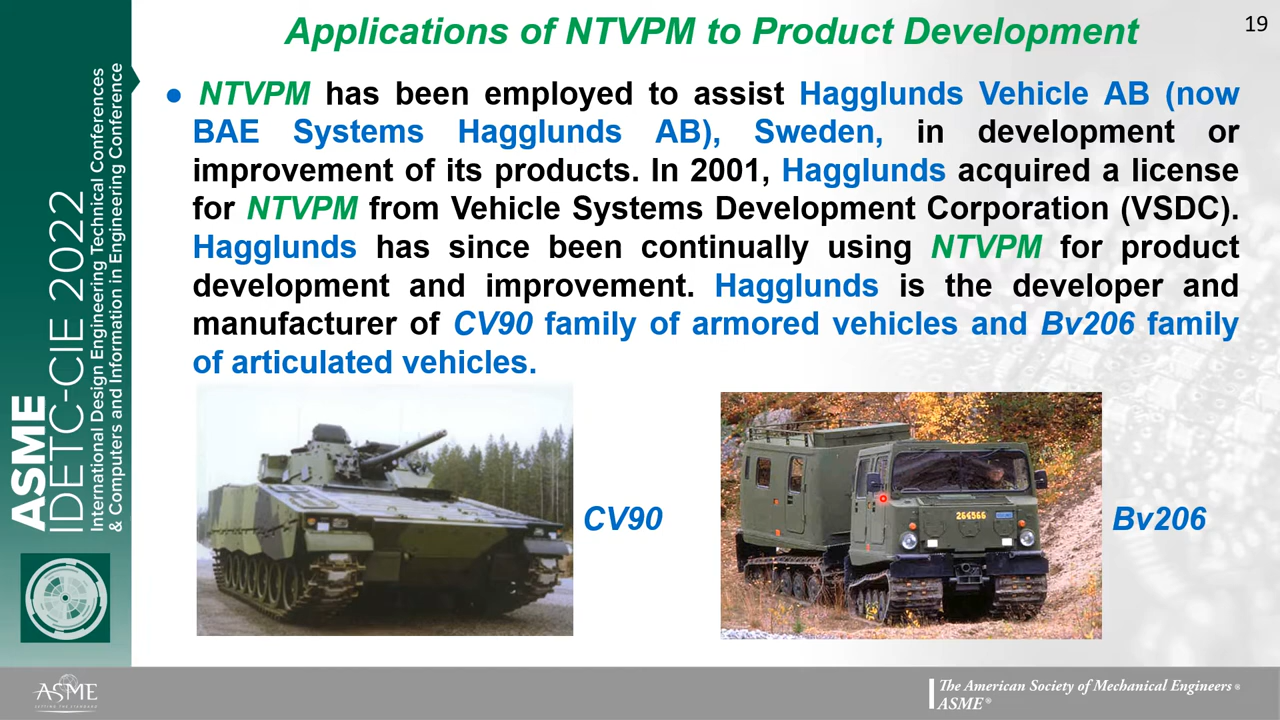 Applications of NTVPM to Product Development
19
● NTVPM has been employed to assist Hagglunds Vehicle AB (now
BAE Systems Hagglunds AB), Sweden, in development or
improvement of its products. In 2001, Hagglunds acquired a license
for NTVPM from Vehicle Systems Development Corporation (VSDC).
Hagglunds has since been continually using NTVPM for product
development and improvement. Hagglunds is the developer and
manufacturer of CV90 family of armored vehicles and Bv206 family
of articulated vehicles.
CV90
264566
Bv206
ASME
IDETC-CIE 2022
International Design Engineering Technical Conferences
& Computers and Information in Engineering Conference
ASME
SETTING THE STANDARD
The American Society of Mechanical Engineers ®
ASME ®